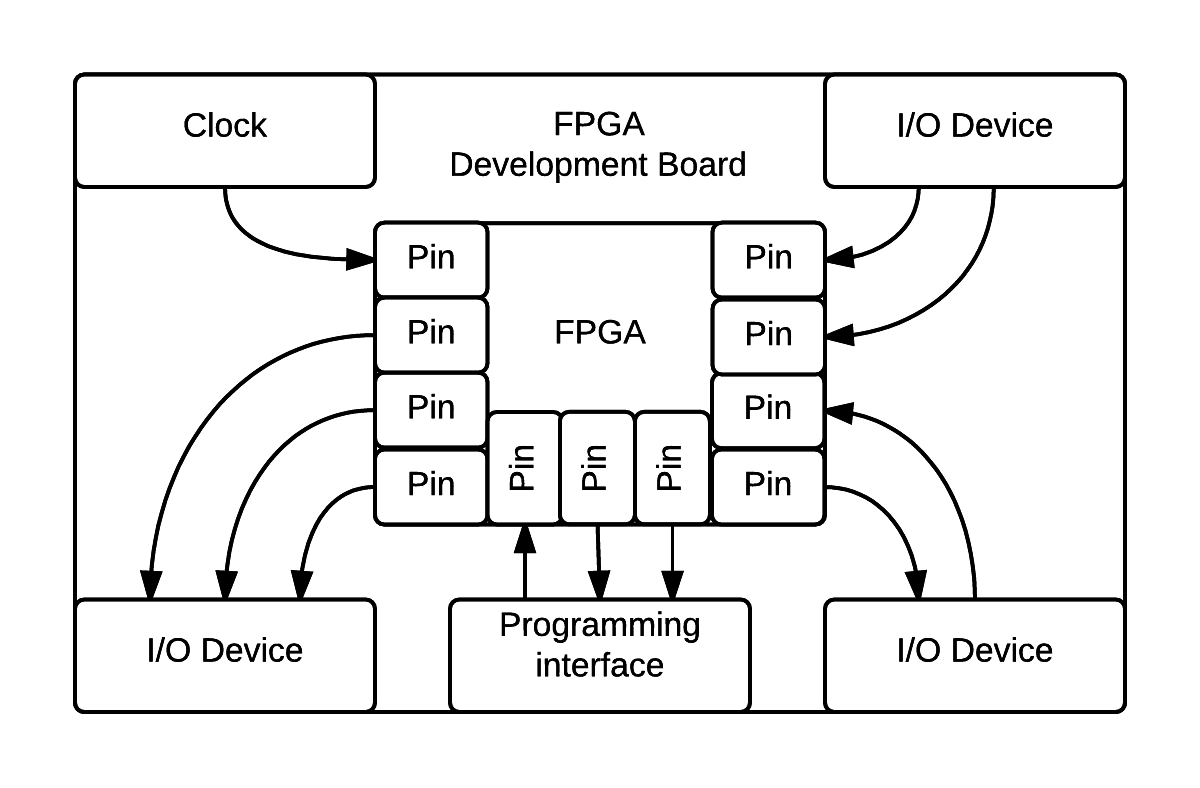 Clock
FPGA
Development Board
I/O Device
Pin
Pin
Pin
Pin
FPGA
Pin
Pin
Pin
Pin
Pin
Pin
Pin
I/O Device
Programming
interface
I/O Device